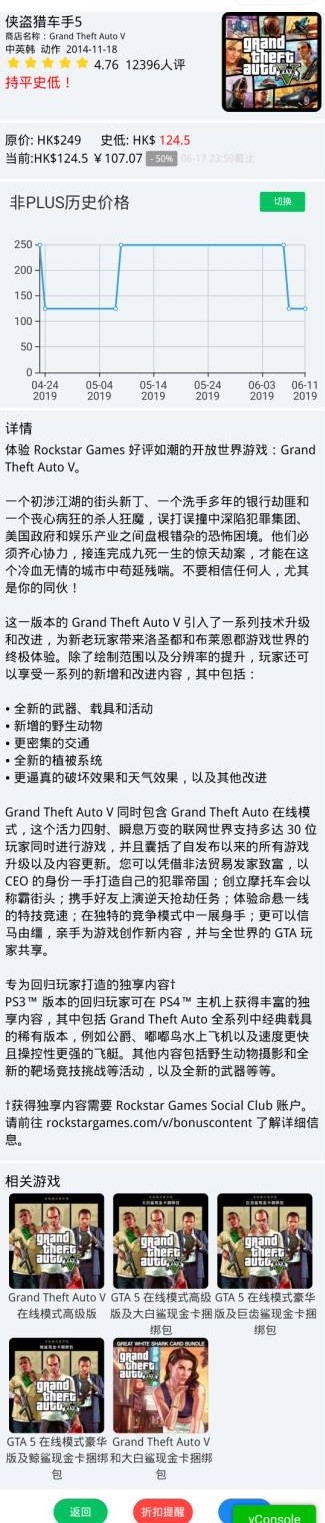 侠盗猎车手5
商店名称：Grand Theft Auto V
中英韩 动作 2014-11-18
4.76 12396人评
持平史低！
grand theft auto V
原价: HK$249 史低: HK$ 124.5
当前:HK$124.5 ￥107.07 - 50% 06-17 23:59截止
非PLUS历史价格
切换
250
200
150
100
50
0
04-24 05-04 05-14 05-24 06-03 06-11
2019 2019 2019 2019 2019 2019
详情
体验 Rockstar Games 好评如潮的开放世界游戏：Grand
Theft Auto V。
一个初涉江湖的街头新丁、一个洗手多年的银行劫匪和
一个丧心病狂的杀人狂魔，误打误撞中深陷犯罪集团、
美国政府和娱乐产业之间盘根错杂的恐怖困境。他们必
须齐心协力，接连完成九死一生的惊天劫案，才能在这
个冷血无情的城市中苟延残喘。不要相信任何人，尤其
是你的同伙！
这一版本的 Grand Theft Auto V 引入了一系列技术升级
和改进，为新老玩家带来洛圣都和布莱恩郡游戏世界的
终极体验。除了绘制范围以及分辨率的提升，玩家还可
以享受一系列的新增和改进内容，其中包括：
• 全新的武器、载具和活动
• 新增的野生动物
• 更密集的交通
• 全新的植被系统
• 更逼真的破坏效果和天气效果，以及其他改进
Grand Theft Auto V 同时包含 Grand Theft Auto 在线模
式，这个活力四射、瞬息万变的联网世界支持多达 30 位
玩家同时进行游戏，并且囊括了自发布以来的所有游戏
升级以及内容更新。您可以凭借非法贸易发家致富，以
CEO 的身份一手打造自己的犯罪帝国；创立摩托车会以
称霸街头；携手好友上演逆天抢劫任务；体验命悬一线
的特技竞速；在独特的竞争模式中一展身手；更可以信
马由缰，亲手为游戏创作新内容，并与全世界的 GTA 玩
家共享。
专为回归玩家打造的独享内容†
PS3™ 版本的回归玩家可在 PS4™ 主机上获得丰富的独
享内容，其中包括 Grand Theft Auto 全系列中经典载具
的稀有版本，例如公爵、嘟嘟鸟水上飞机以及速度更快
且操控性更强的飞艇。其他内容包括野生动物摄影和全
新的靶场竞技挑战等活动，以及全新的武器等等。
†获得独享内容需要 Rockstar Games Social Club 账户。
请前往 rockstargames.com/v/bonuscontent 了解详细信
息。
相关游戏
grand theft auto V
grand theft auto V
grand theft auto V
Grand Theft Auto V GTA 5 在线模式高级 GTA 5 在线模式豪华
在线模式高级版 版及大白鲨现金卡捆 版及巨齿鲨现金卡捆
绑包 绑包
grand theft auto V
GREAT WHITE SHARK CARD BUNDLE
grand theft auto V
GTA 5 在线模式豪华 Grand Theft Auto V
版及鲸鲨现金卡捆绑 和大白鲨现金卡捆绑
包 包
返回 折扣提醒 vConsole